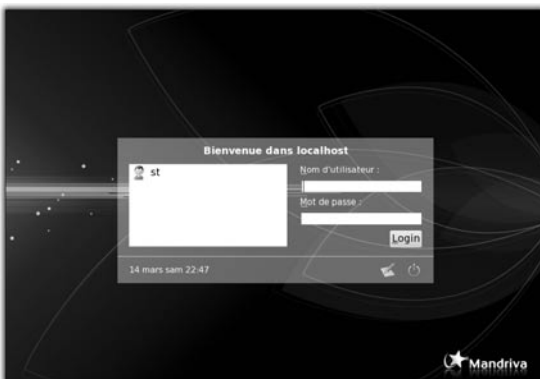 Bienvenue dans localhost
st
Nom d'utilisateur :
Mot de passe :
Login
14 mars sam 22:47
Mandriva